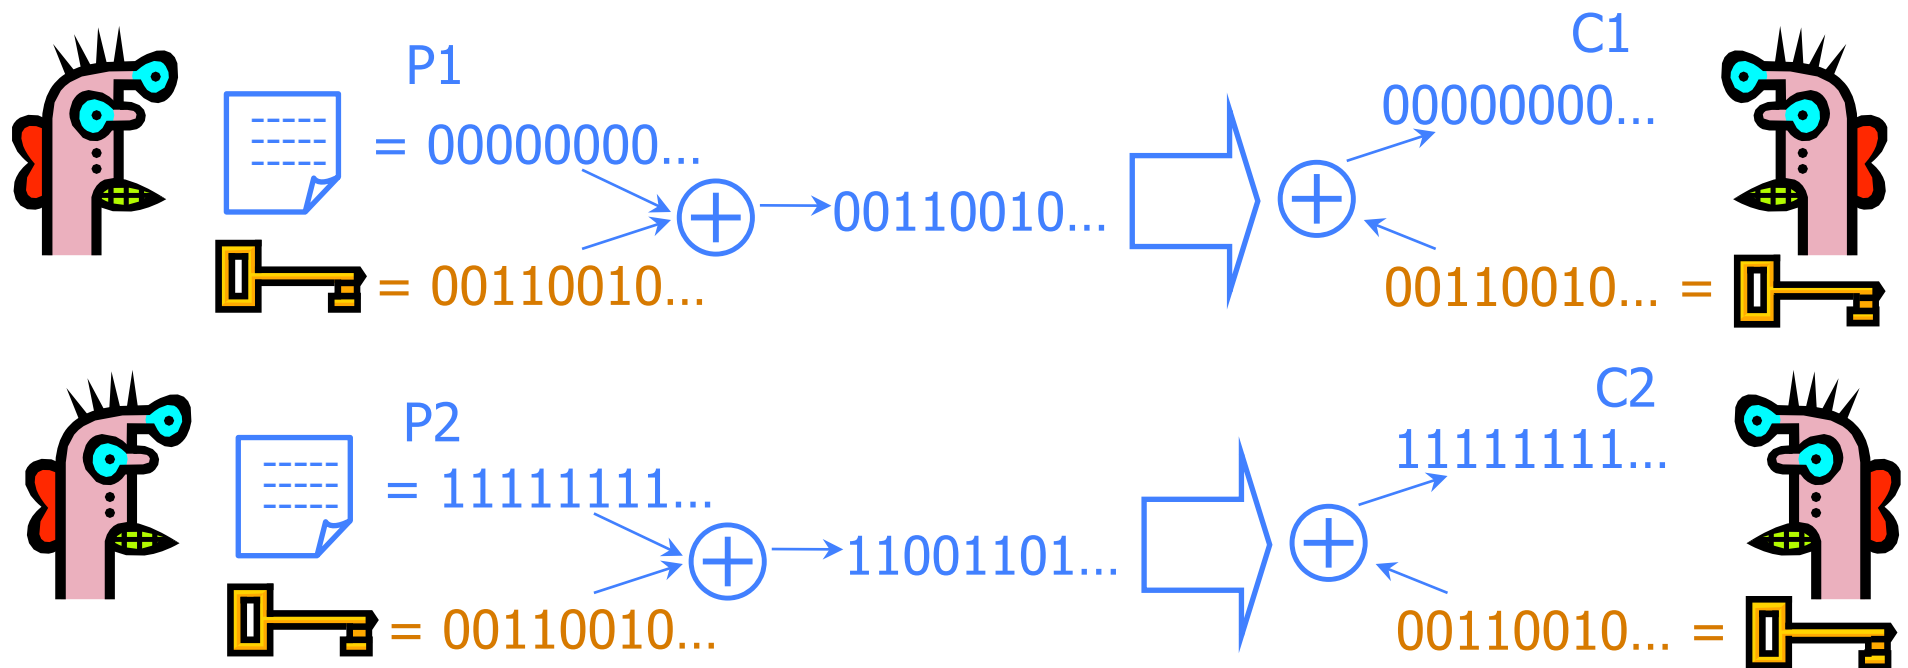 P1
C1
00000000...
= 00000000...
00110010...
= 00110010...
00110010... =
P2
C2
11111111...
= 11111111...
11001101...
= 00110010...
00110010... =